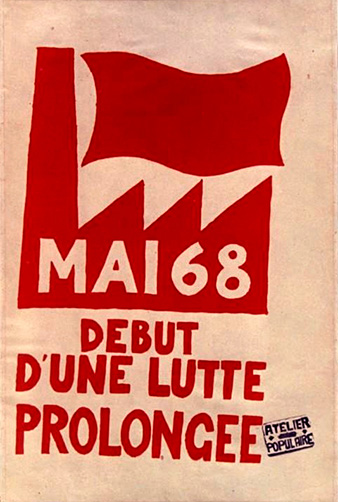 MAI 68
DEBUT
D'UNE LUTTE
PROLONGEE
ATELIER
POPULAIRE